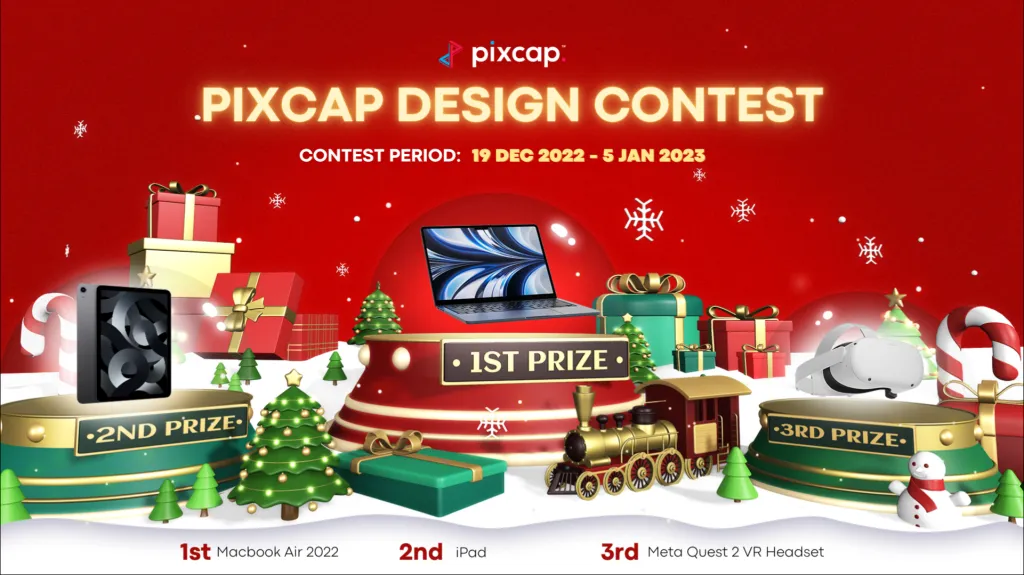 pixcap
PIXCAP DESIGN CONTEST
CONTEST PERIOD: 19 DEC 2022 - 5 JAN 2023
•1ST PRIZE•
•2ND PRIZE•
•3RD PRIZE•
1st Macbook Air 2022 2nd iPad 3rd Meta Quest 2 VR Headset